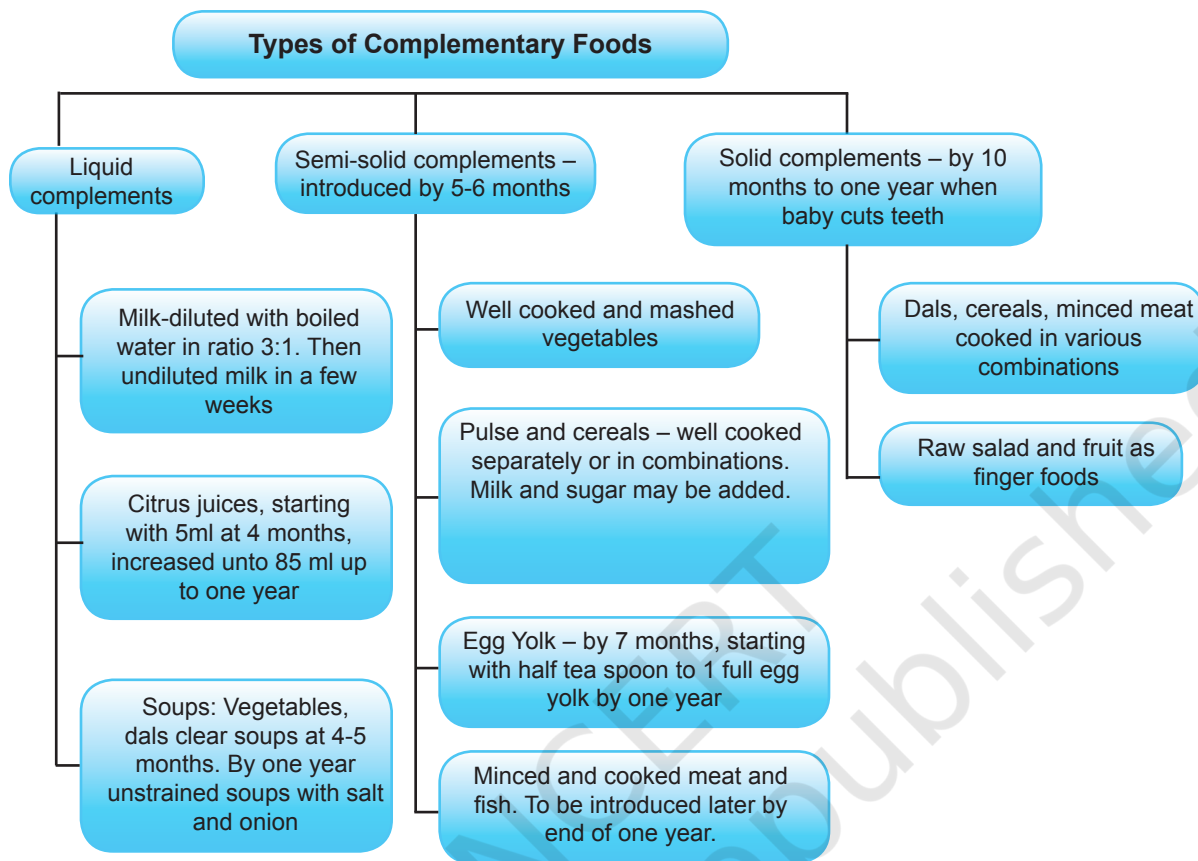 Types of Complementary Foods
Liquid
complements
Semi-solid complements –
introduced by 5-6 months
Solid complements – by 10
months to one year when
baby cuts teeth
Milk-diluted with boiled
water in ratio 3:1. Then
undiluted milk in a few
weeks
Citrus juices, starting
with 5ml at 4 months,
increased unto 85 ml up
to one year
Soups: Vegetables,
dals clear soups at 4-5
months. By one year
unstrained soups with salt
and onion
Well cooked and mashed
vegetables
Pulse and cereals – well cooked
separately or in combinations.
Milk and sugar may be added.
Egg Yolk – by 7 months, starting
with half tea spoon to 1 full egg
yolk by one year
Minced and cooked meat and
fish. To be introduced later by
end of one year.
Dals, cereals, minced meat
cooked in various
combinations
Raw salad and fruit as
finger foods
NCERT